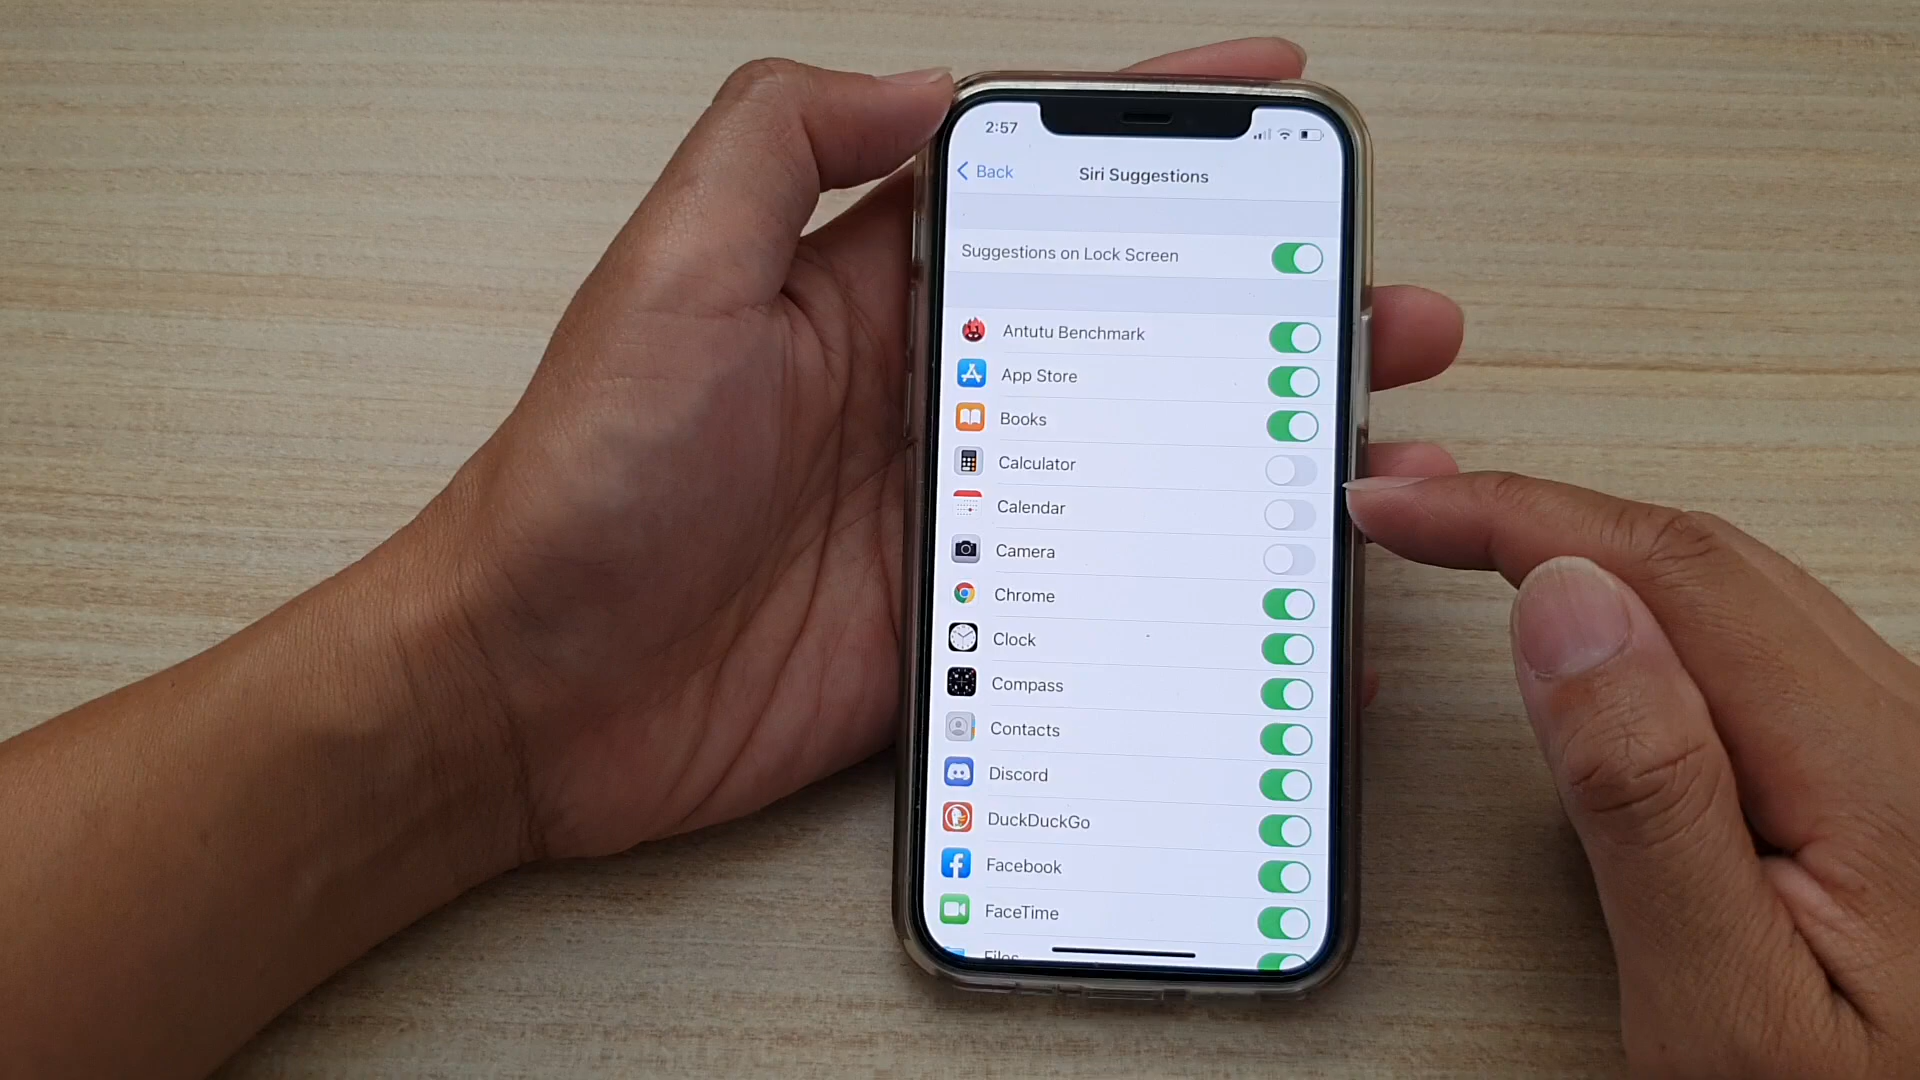 2:57
Back
Siri Suggestions
Suggestions on Lock Screen
Antutu Benchmark
App Store
Books
Calculator
Calendar
Camera
Chrome
Clock
Compass
Contacts
Discord
DuckDuckGo
Facebook
FaceTime
Files